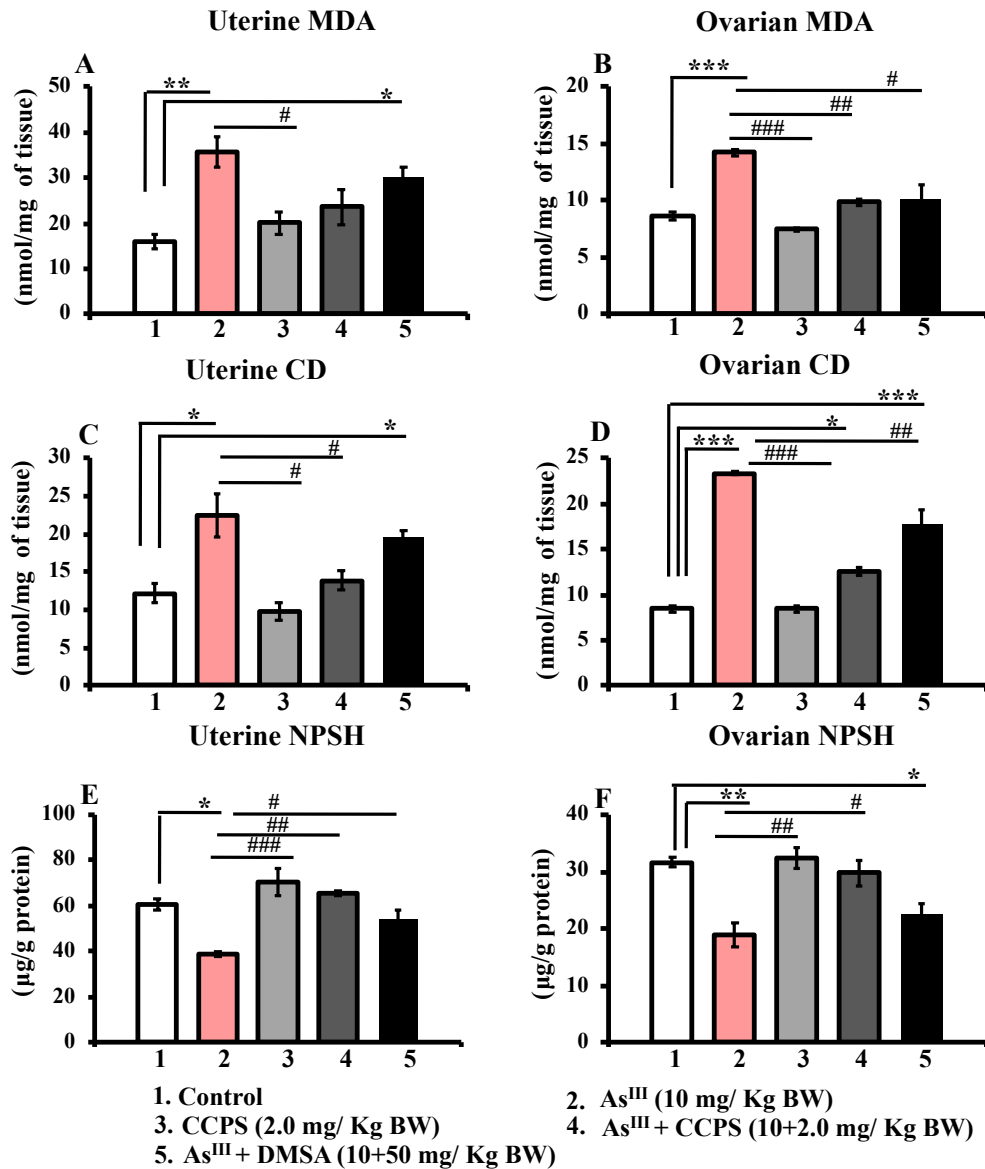 Uterine MDA
A
(nmol/mg of tissue)
50
40
30
20
10
0
**
*
#
1 2 3 4 5
Ovarian MDA
B
(nmol/mg of tissue)
20
15
10
5
0
***
#
##
###
1 2 3 4 5
Uterine CD
C
(nmol/mg of tissue)
30
25
20
15
10
5
0
*
*
#
#
1 2 3 4 5
Ovarian CD
D
(nmol/mg of tissue)
25
20
15
10
5
0
***
*
***
##
###
1 2 3 4 5
Uterine NPSH
E
(µg/g protein)
100
80
60
40
20
0
*
#
##
###
1 2 3 4 5
Ovarian NPSH
F
(µg/g protein)
40
30
20
10
0
*
**
#
##
1 2 3 4 5
1. Control
2. As^III (10 mg/ Kg BW)
3. CCPS (2.0 mg/ Kg BW)
4. As^III + CCPS (10+2.0 mg/ Kg BW)
5. As^III + DMSA (10+50 mg/ Kg BW)